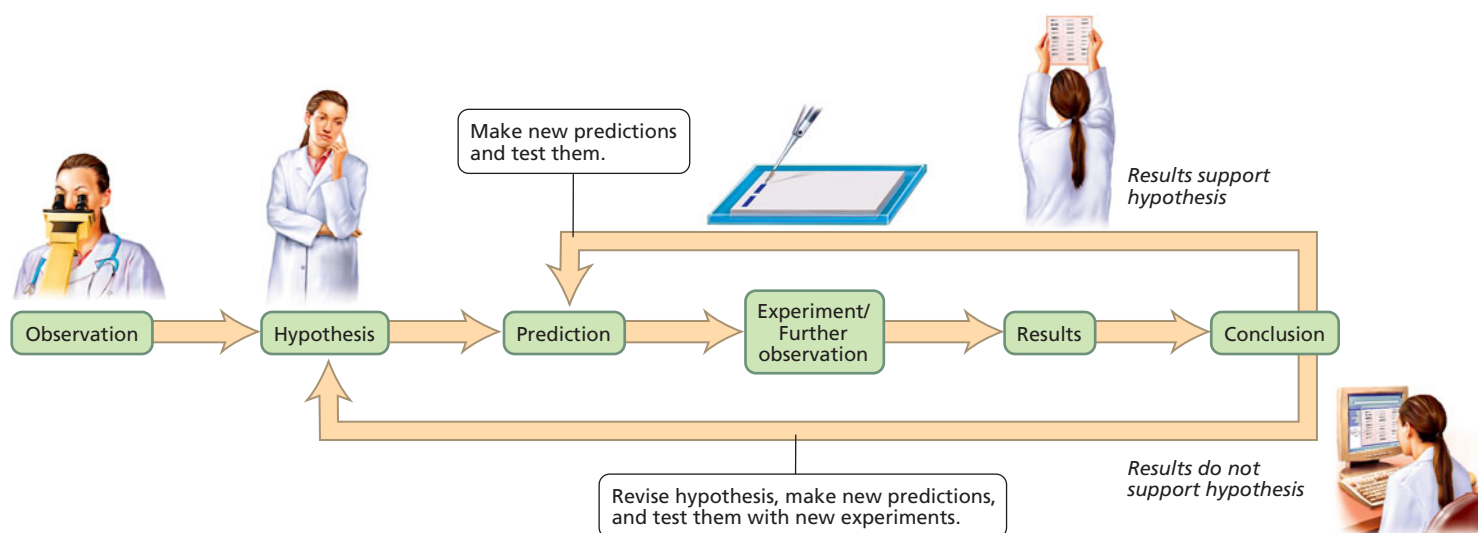 Make new predictions
and test them.
Results support
hypothesis
Observation
Hypothesis
Prediction
Experiment/
Further
observation
Results
Conclusion
Results do not
support hypothesis
Revise hypothesis, make new predictions,
and test them with new experiments.